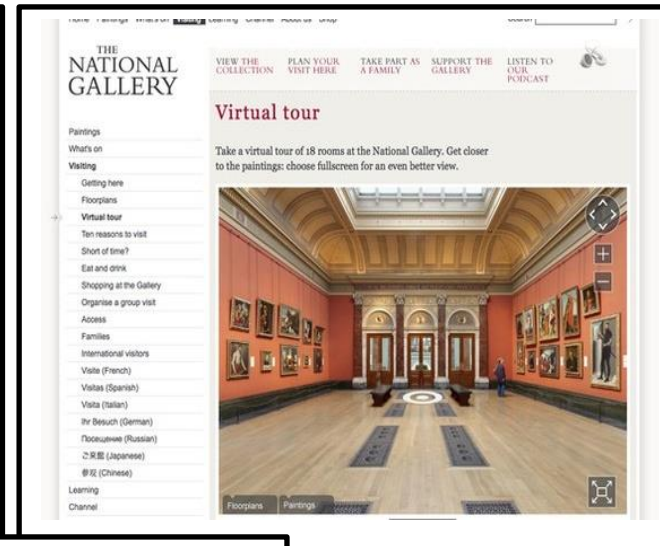 Home Paintings What's on Visiting Learning Channel About us Shop
Search
THE
NATIONAL
GALLERY
VIEW THE
COLLECTION
PLAN YOUR
VISIT HERE
TAKE PART AS
A FAMILY
SUPPORT THE
GALLERY
LISTEN TO
OUR
PODCAST
Paintings
What's on
Visiting
Getting here
Floorplans
Virtual tour
Ten reasons to visit
Short of time?
Eat and drink
Shopping at the Gallery
Organise a group visit
Access
Families
International visitors
Visite (French)
Visitas (Spanish)
Visita (Italian)
Ihr Besuch (German)
Посещение (Russian)
ご来館 (Japanese)
参观 (Chinese)
Learning
Channel
Virtual tour
Take a virtual tour of 18 rooms at the National Gallery. Get closer
to the paintings: choose fullscreen for an even better view.
Floorplans
Paintings